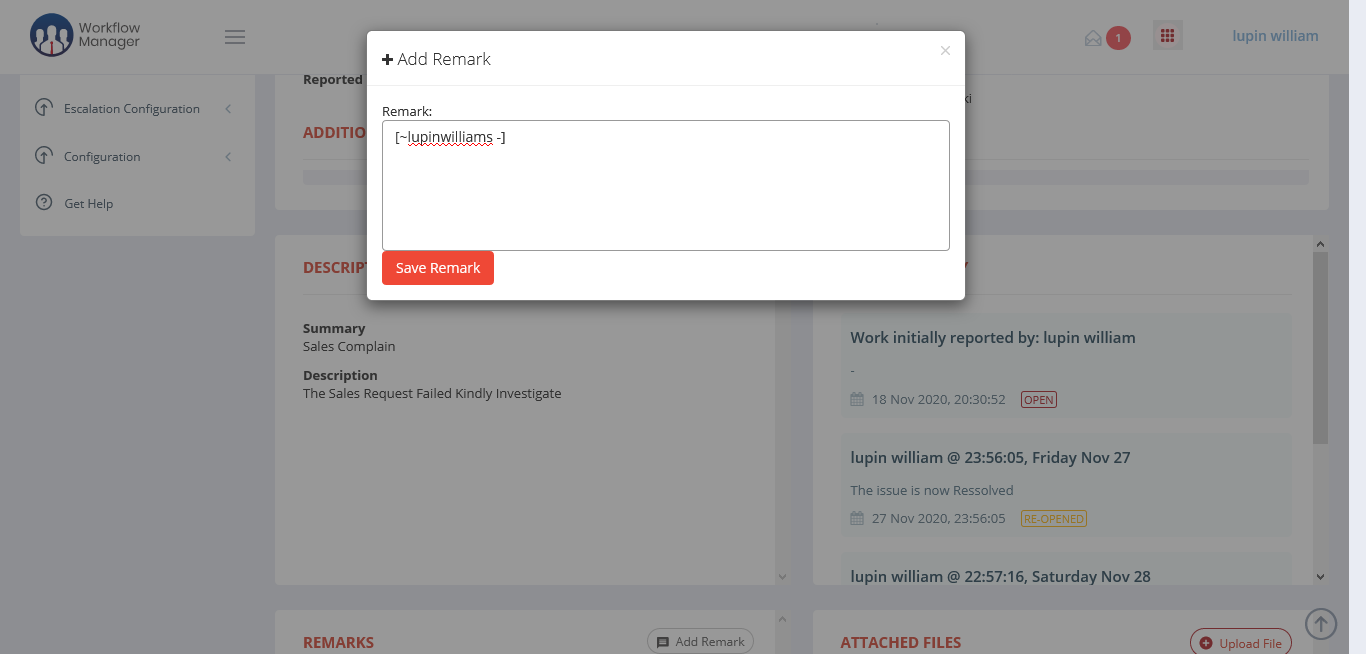 Workflow
Manager
1
lupin william
Escalation Configuration
Configuration
Get Help
Reported
ki
ADDITIO
+ Add Remark
×
Remark:
[~lupinwilliams -]
Save Remark
DESCRIPT
Y
Summary
Sales Complain
Description
The Sales Request Failed Kindly Investigate
Work initially reported by: lupin william
-
18 Nov 2020, 20:30:52 OPEN
lupin william @ 23:56:05, Friday Nov 27
The issue is now Ressolved
27 Nov 2020, 23:56:05 RE-OPENED
lupin william @ 22:57:16, Saturday Nov 28
REMARKS
Add Remark
ATTACHED FILES
Upload File